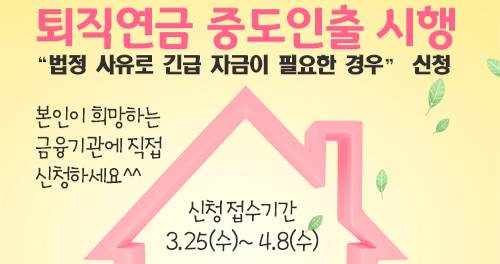 퇴직연금 중도인출 시행
“법정 사유로 긴급 자금이 필요한 경우” 신청
본인이 희망하는
금융기관에 직접
신청하세요^^
신청 접수기간
3.25(수)~ 4.8(수)